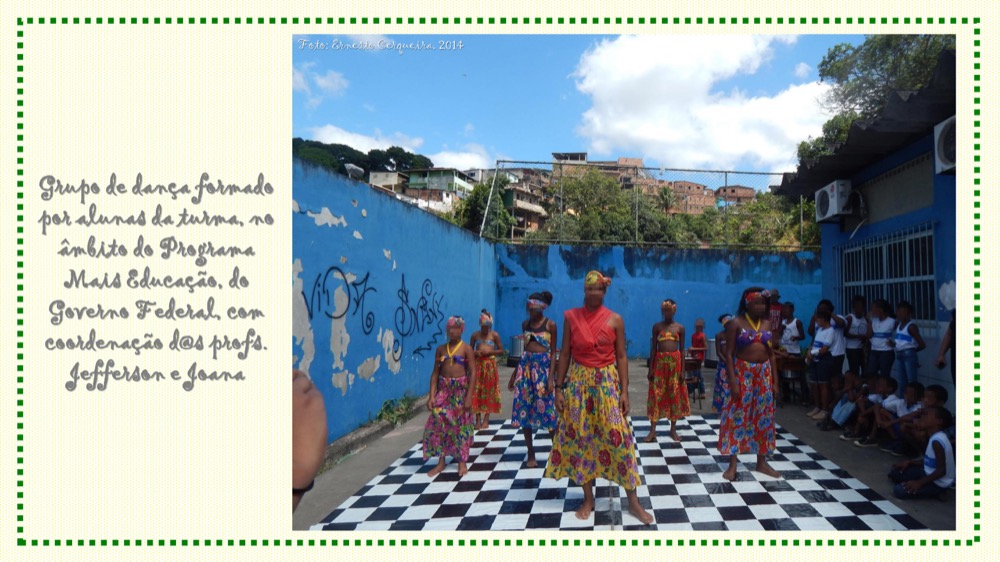 Foto: Ernesto Cerqueira, 2014
Grupo de dança formado
por alunas da turma, no
âmbito do Programa
Mais Educação, do
Governo Federal, com
coordenação d@s profs.
Jefferson e Joana
VIDA